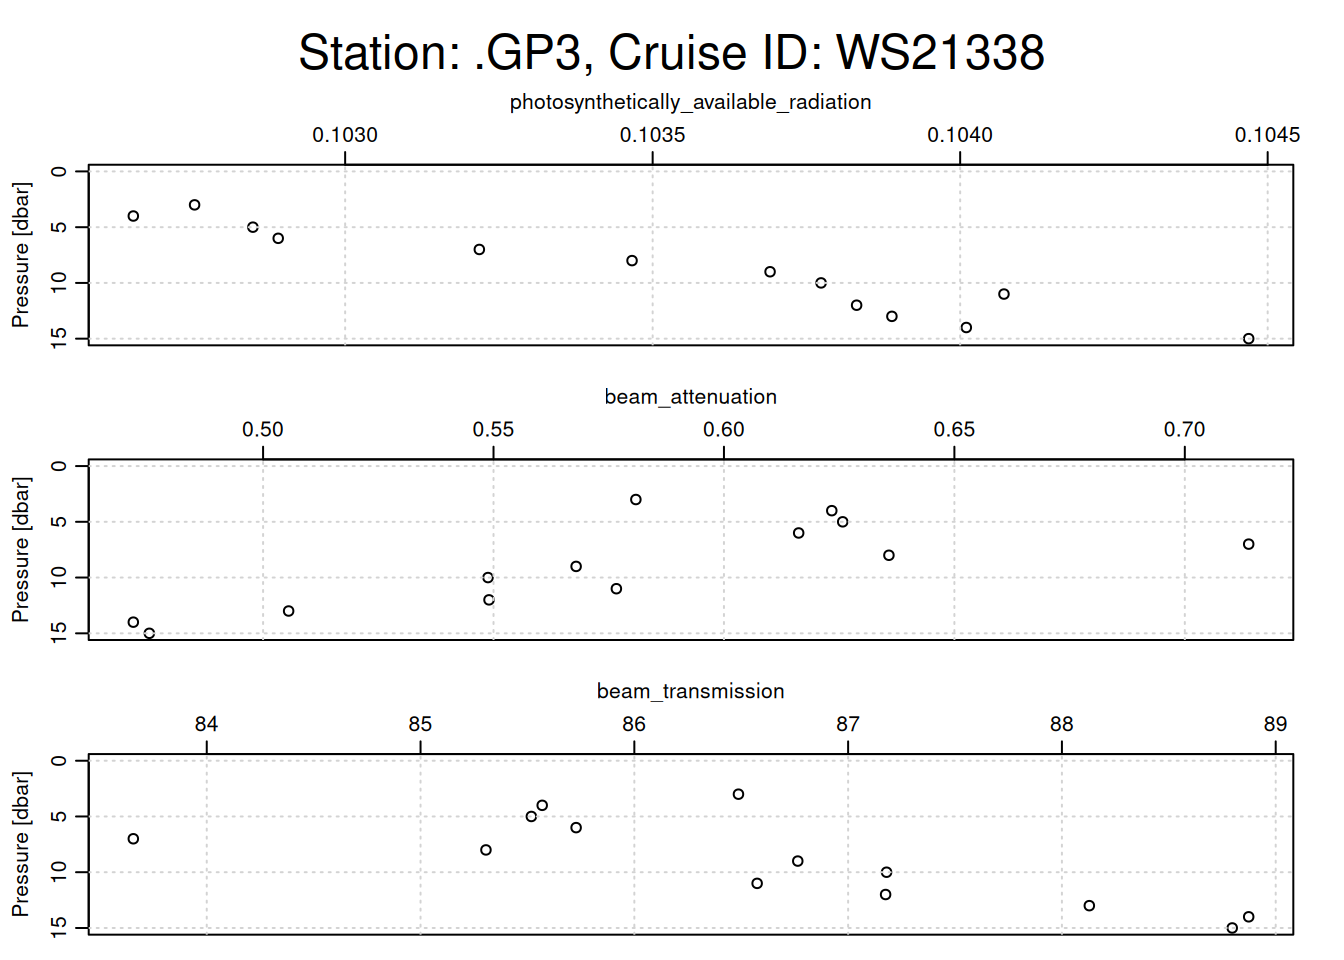 Station: .GP3, Cruise ID: WS21338
photosynthetically_available_radiation
0.1030 0.1035 0.1040 0.1045
Pressure [dbar]
0
5
10
15
beam_attenuation
0.50 0.55 0.60 0.65 0.70
Pressure [dbar]
0
5
10
15
beam_transmission
84 85 86 87 88 89
Pressure [dbar]
0
5
10
15